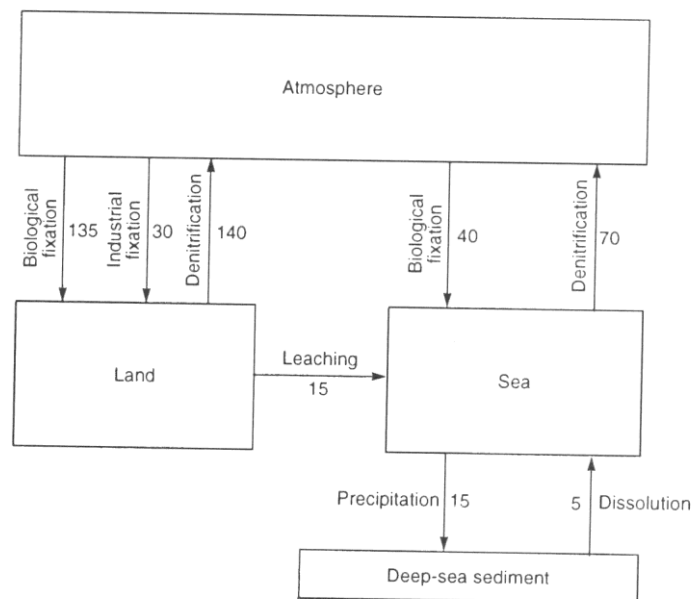 Atmosphere
Biological
fixation
135
Industrial
fixation
30
Denitrification
140
Biological
fixation
40
Denitrification
70
Land
Leaching
15
Sea
Precipitation
15
5
Dissolution
Deep-sea sediment